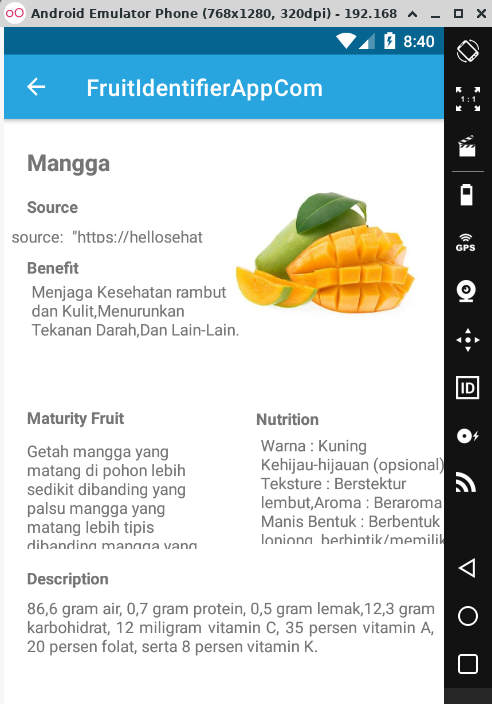 Android Emulator Phone (768x1280, 320dpi) - 192.168
8:40
FruitIdentifierAppCom
Mangga
Source
source: "https://hellosehat
Benefit
Menjaga Kesehatan rambut
dan Kulit,Menurunkan
Tekanan Darah,Dan Lain-Lain.
Maturity Fruit
Getah mangga yang
matang di pohon lebih
sedikit dibanding yang
palsu mangga yang
matang lebih tipis
dibanding mangga yang
Nutrition
Warna : Kuning
Kehijau-hijauan (opsional)
Teksture : Berstektur
lembut,Aroma : Beraroma
Manis Bentuk : Berbentuk
lonjong, berbintik/memilik
Description
86,6 gram air, 0,7 gram protein, 0,5 gram lemak,12,3 gram
karbohidrat, 12 miligram vitamin C, 35 persen vitamin A,
20 persen folat, serta 8 persen vitamin K.
1:1
GPS
ID